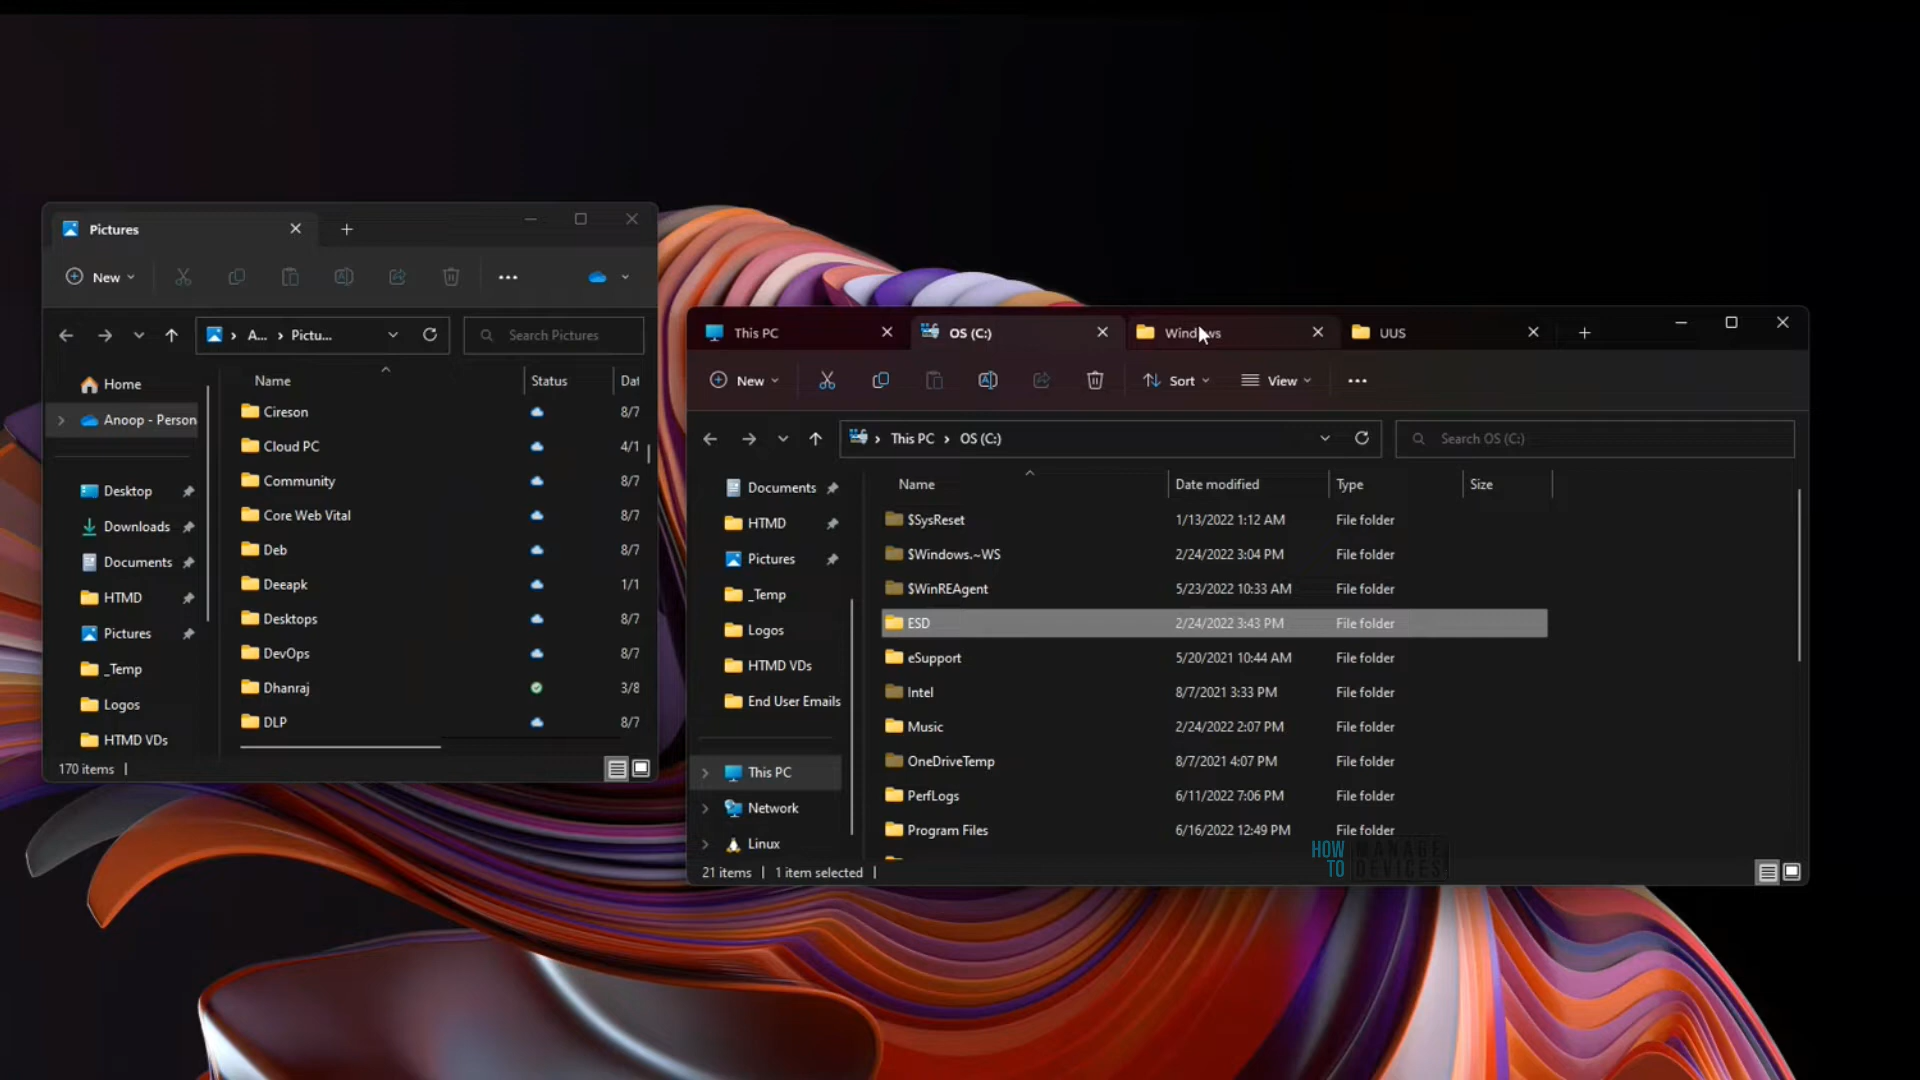 Pictures
New
A...
Pictu...
Search Pictures
Home
Anoop - Person
Desktop
Downloads
Documents
HTMD
Pictures
_Temp
Logos
HTMD VDs
Name Status Dat
Cireson 8/7
Cloud PC 4/1
Community 8/7
Core Web Vital 8/7
Deb 8/7
Deeapk 1/1
Desktops 8/7
DevOps 8/7
Dhanraj 3/8
DLP 8/7
170 items
This PC
OS (C:)
Windows
UUS
New
Sort
View
This PC
OS (C:)
Search OS (C:)
Documents
HTMD
Pictures
_Temp
Logos
HTMD VDs
End User Emails
This PC
Network
Linux
Name Date modified Type Size
$SysReset 1/13/2022 1:12 AM File folder
$Windows.~WS 2/24/2022 3:04 PM File folder
$WinREAgent 5/23/2022 10:33 AM File folder
ESD 2/24/2022 3:43 PM File folder
eSupport 5/20/2021 10:44 AM File folder
Intel 8/7/2021 3:33 PM File folder
Music 2/24/2022 2:07 PM File folder
OneDriveTemp 8/7/2021 4:07 PM File folder
PerfLogs 6/11/2022 7:06 PM File folder
Program Files 6/16/2022 12:49 PM File folder
21 items 1 item selected
HOW MANAGE
TO DEVICES